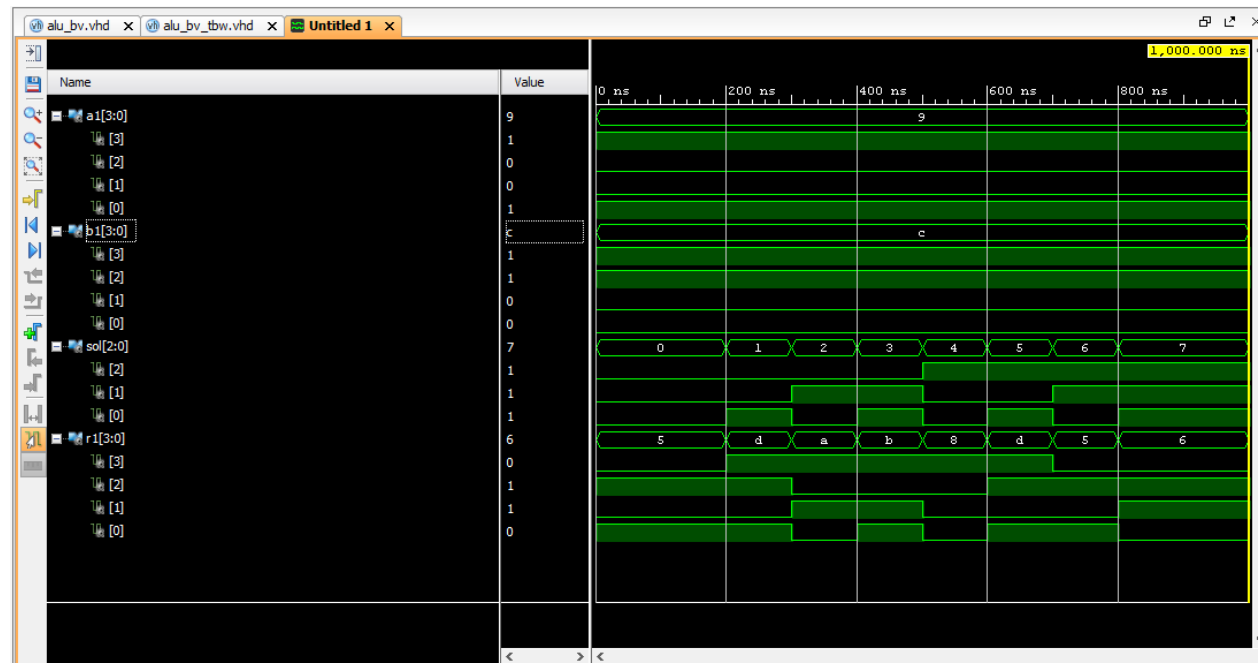 alu_bv.vhd x alu_bv_tbw.vhd x Untitled 1 x
1,000.000 ns
Name Value
0 ns 200 ns 400 ns 600 ns 800 ns
a1[3:0] 9 9
[3] 1
[2] 0
[1] 0
[0] 1
b1[3:0] c c
[3] 1
[2] 1
[1] 0
[0] 0
sol[2:0] 7 0 1 2 3 4 5 6 7
[2] 1
[1] 1
[0] 1
r1[3:0] 6 5 d a b 8 d 5 6
[3] 0
[2] 1
[1] 1
[0] 0